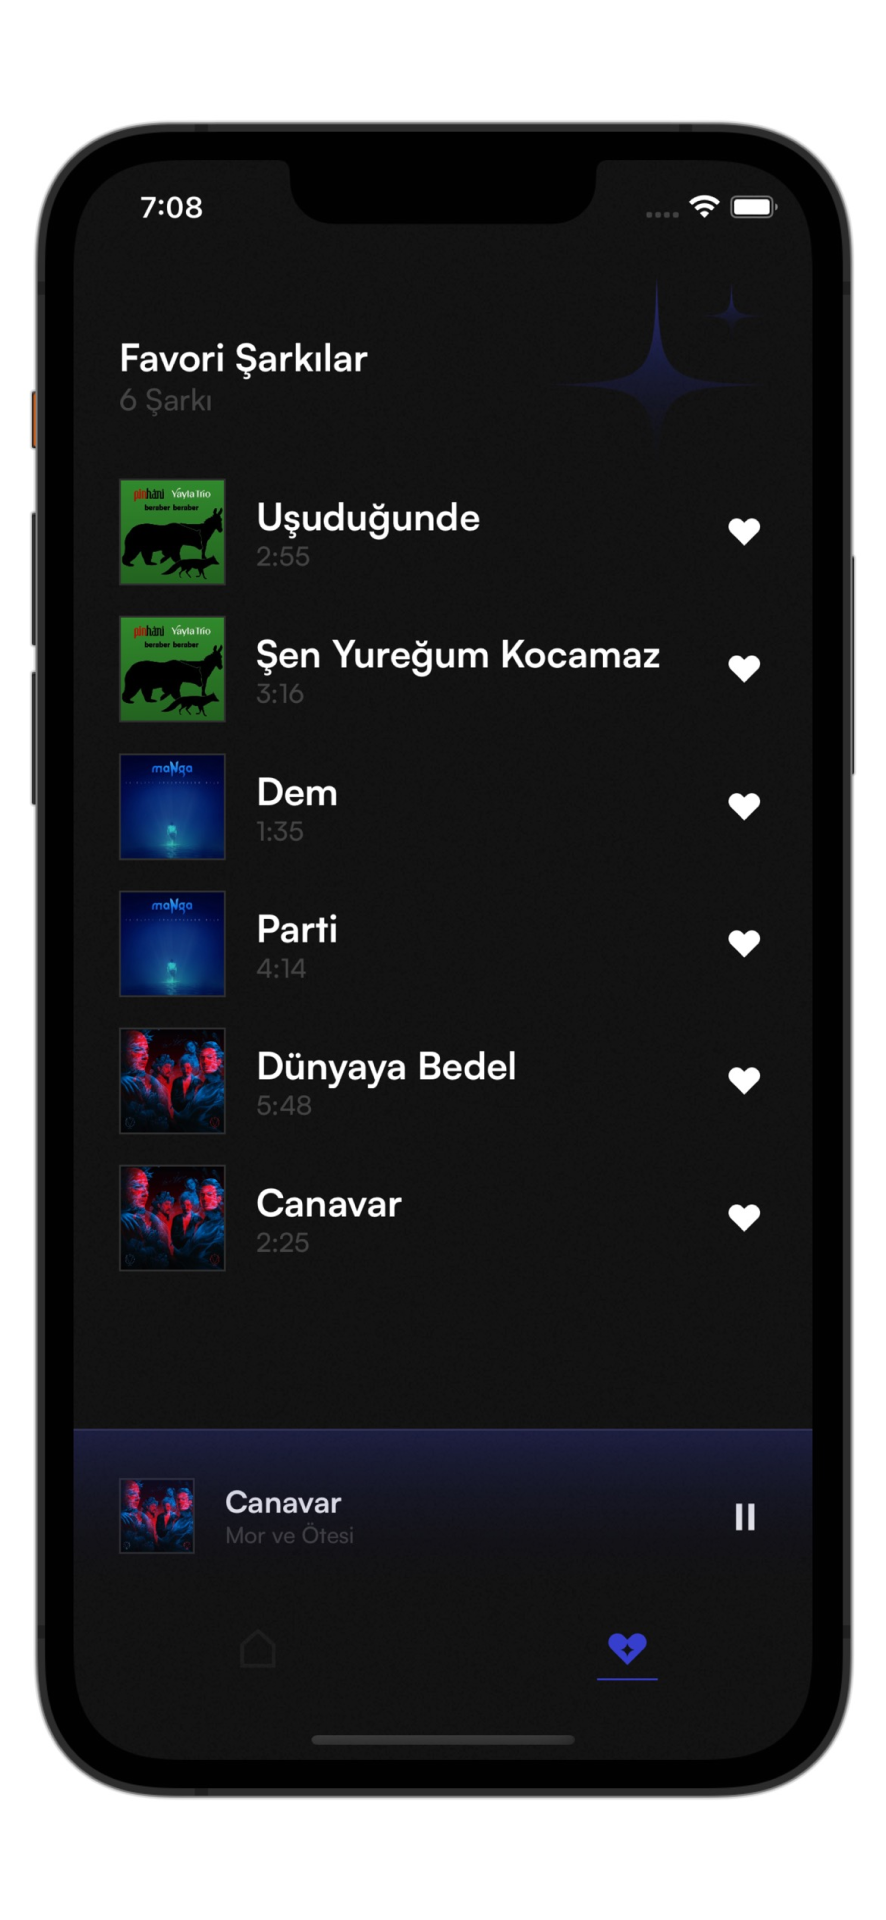 7:08
Favori Şarkılar
6 Şarkı
pinhâni Yayla Trio
beraber beraber
Uşuduğunde
2:55
pinhâni Yayla Trio
beraber beraber
Şen Yureğum Kocamaz
3:16
maNga
Dem
1:35
maNga
Parti
4:14
Dünyaya Bedel
5:48
Canavar
2:25
Canavar
Mor ve Ötesi